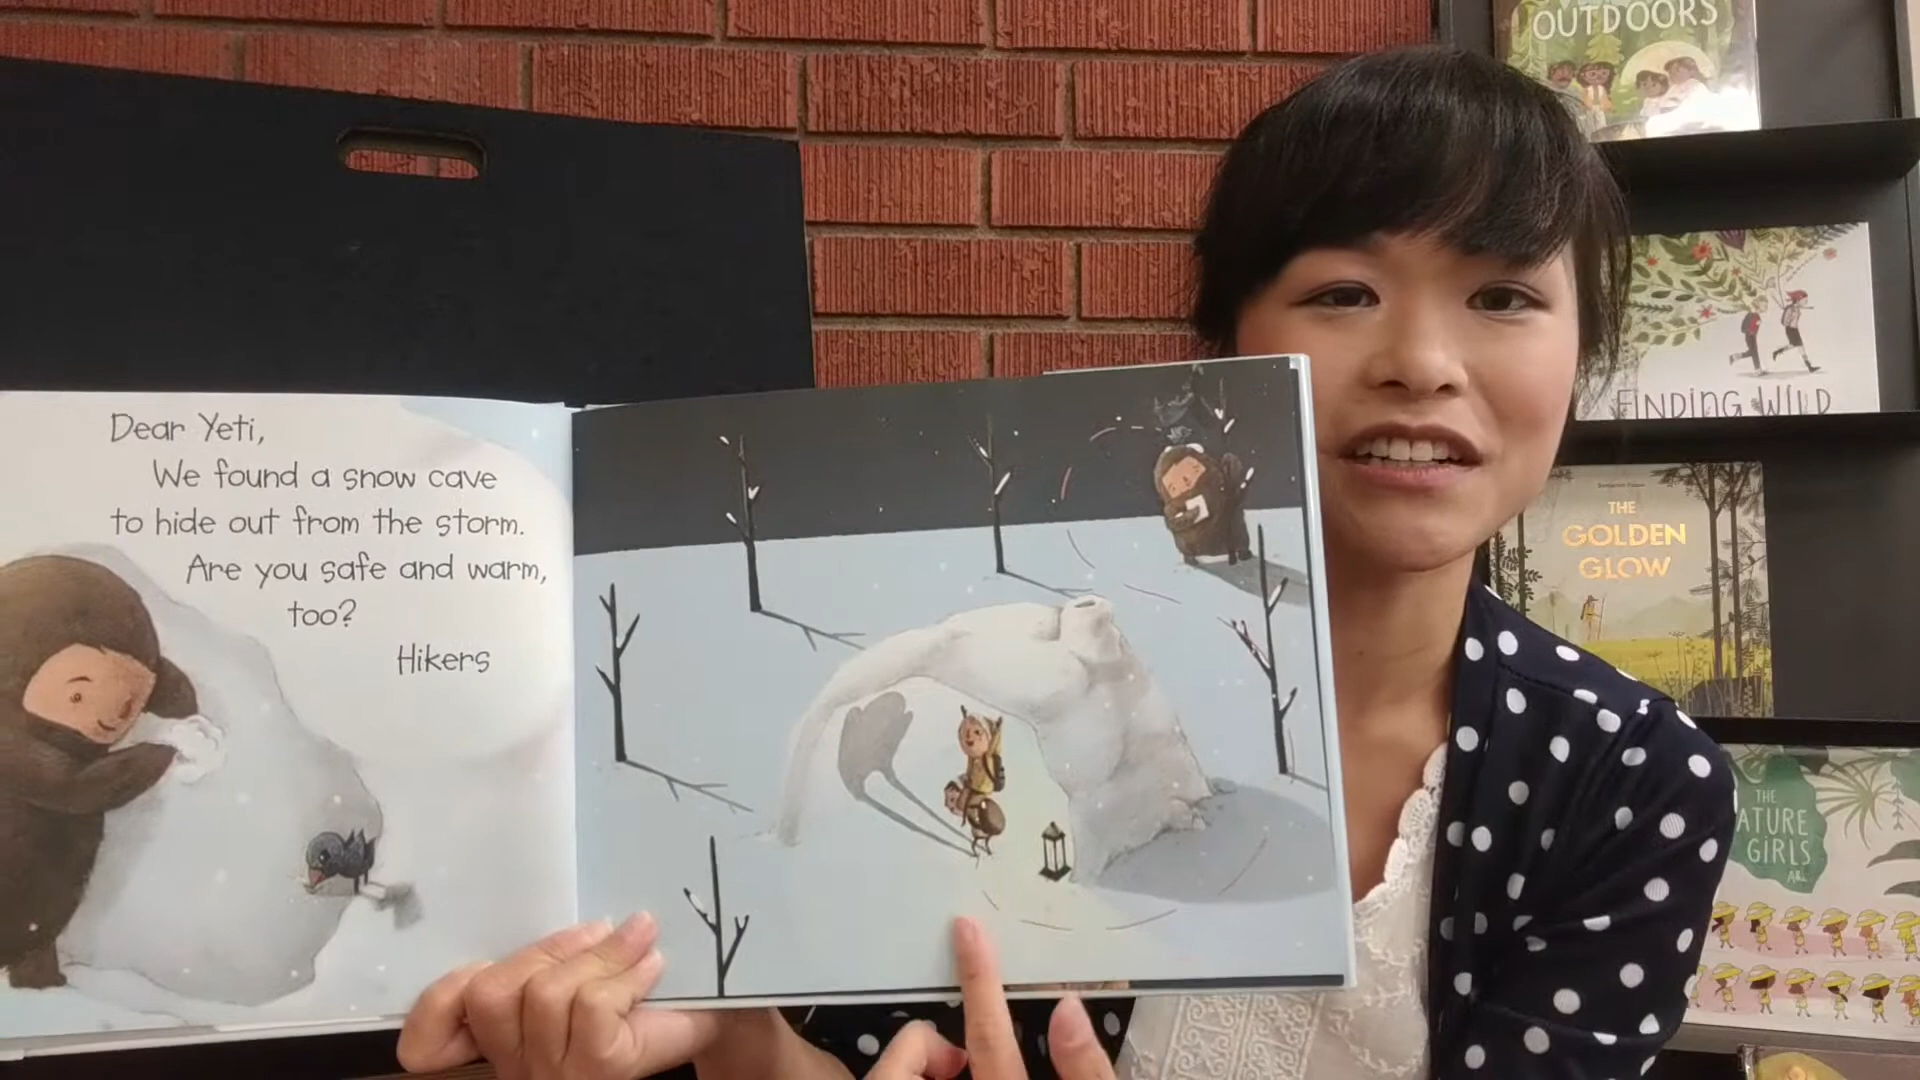 Dear Yeti,
We found a snow cave
to hide out from the storm.
Are you safe and warm,
too?
Hikers
OUTDOORS
FINDING WILD
THE
GOLDEN
GLOW
THE
NATURE
GIRLS